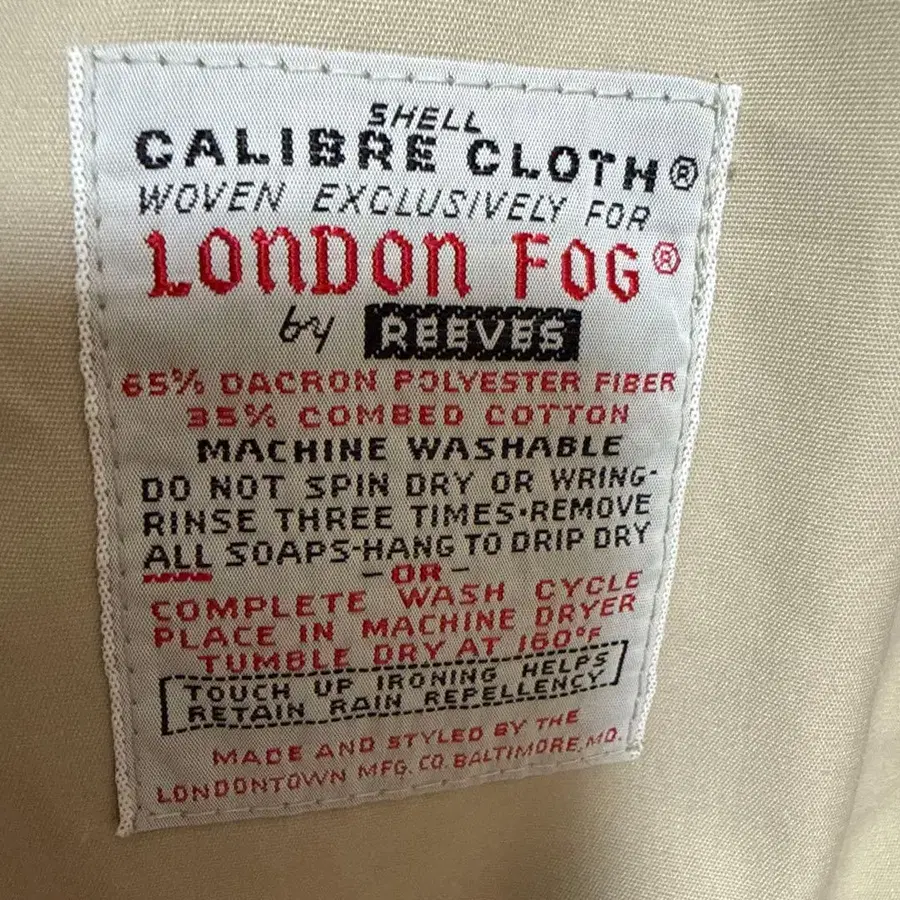 SHELL
CALIBRE CLOTH®
WOVEN EXCLUSIVELY FOR
LONDON FOG®
by REEVES
65% DACRON POLYESTER FIBER
35% COMBED COTTON
MACHINE WASHABLE
DO NOT SPIN DRY OR WRING-
RINSE THREE TIMES·REMOVE
ALL SOAPS-HANG TO DRIP DRY
-OR-
COMPLETE WASH CYCLE
PLACE IN MACHINE DRYER
TUMBLE DRY AT 160°F
TOUCH UP IRONING HELPS
RETAIN RAIN REPELLENCY
MADE AND STYLED BY THE
LONDONTOWN MFG. CO. BALTIMORE, MD.